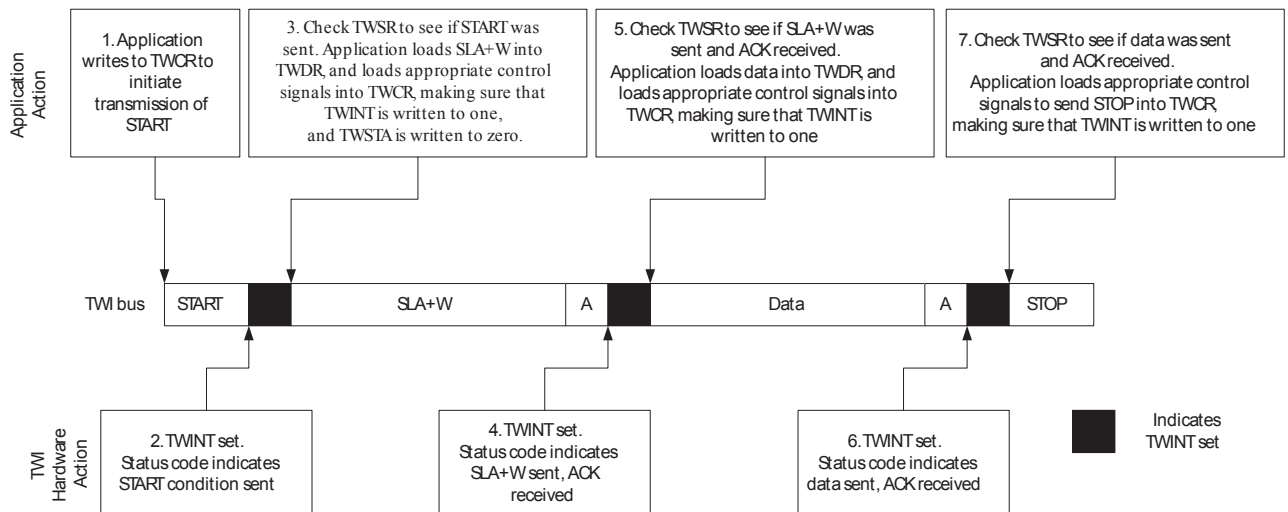 Application
Action
1. Application
writes to TWCR to
initiate
transmission of
START
3. Check TWSR to see if START was
sent. Application loads SLA+W into
TWDR, and loads appropriate control
signals into TWCR, making sure that
TWINT is written to one,
and TWSTA is written to zero.
5. Check TWSR to see if SLA+W was
sent and ACK received.
Application loads data into TWDR, and
loads appropriate control signals into
TWCR, making sure that TWINT is
written to one
7. Check TWSR to see if data was sent
and ACK received.
Application loads appropriate control
signals to send STOP into TWCR,
making sure that TWINT is written to one
TWI bus
START
SLA+W
A
Data
A
STOP
TWI
Hardware
Action
2. TWINT set.
Status code indicates
START condition sent
4. TWINT set.
Status code indicates
SLA+W sent, ACK
received
6. TWINT set.
Status code indicates
data sent, ACK received
Indicates
TWINT set